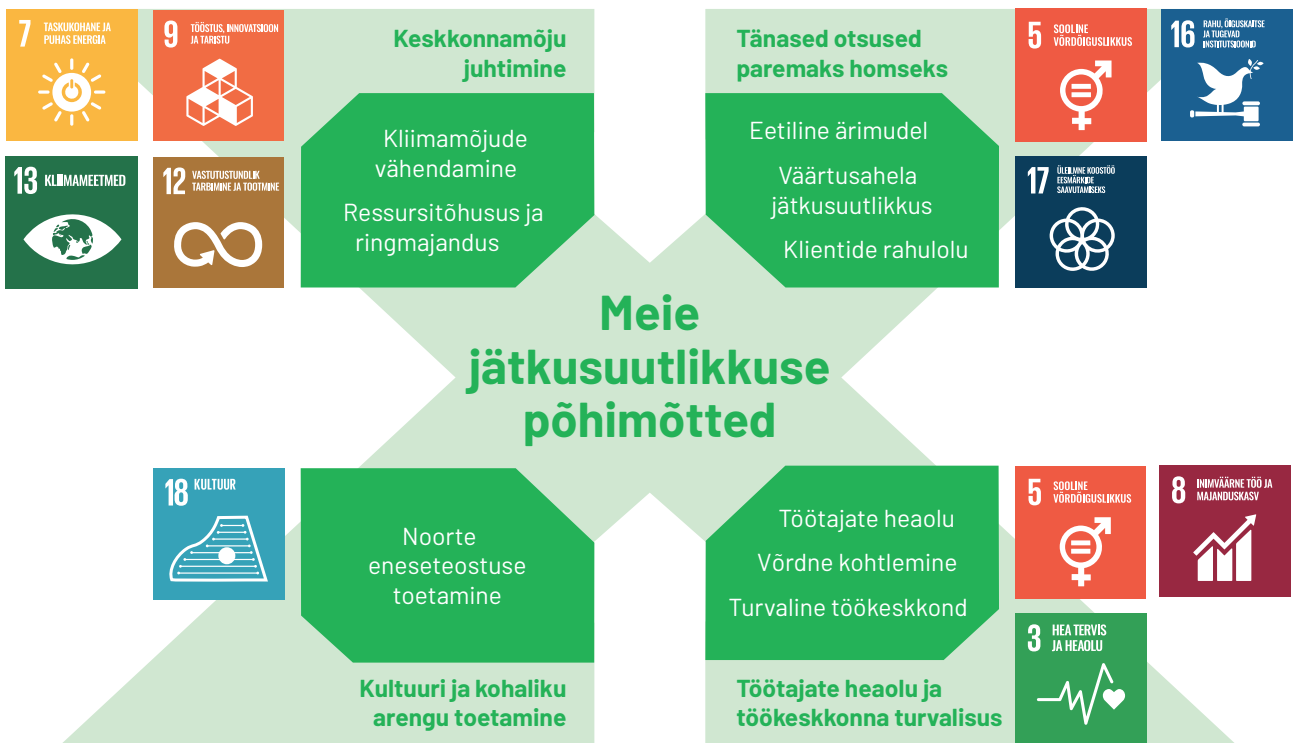 7 TASKUKOHANE JA
PUHAS ENERGIA
9 TÖÖSTUS, INNOVATSIOON
JA TARISTU
13 KLIIMAMEETMED
12 VASTUTUSTUNDLIK
TARBIMINE JA TOOTMINE
Keskkonnamõju
juhtimine
Kliimamõjude
vähendamine
Ressursitõhusus ja
ringmajandus
Tänased otsused
paremaks homseks
Eetiline ärimudel
Väärtusahela
jätkusuutlikkus
Klientide rahulolu
5 SOOLINE
VÕRDÕIGUSLIKKUS
16 RAHU, ÕIGUSKAITSE
JA TUGEVAD
INSTITUTSIOONID
17 ÜLEILMNE KOOSTÖÖ
EESMÄRKIDE
SAAVUTAMISEKS
Meie
jätkusuutlikkuse
põhimõtted
18 KULTUUR
Noorte
eneseteostuse
toetamine
Kultuuri ja kohaliku
arengu toetamine
Töötajate heaolu
Võrdne kohtlemine
Turvaline töökeskkond
Töötajate heaolu ja
töökeskkonna turvalisus
5 SOOLINE
VÕRDÕIGUSLIKKUS
8 INIMVÄÄRNE TÖÖ JA
MAJANDUSKASV
3 HEA TERVIS
JA HEAOLU